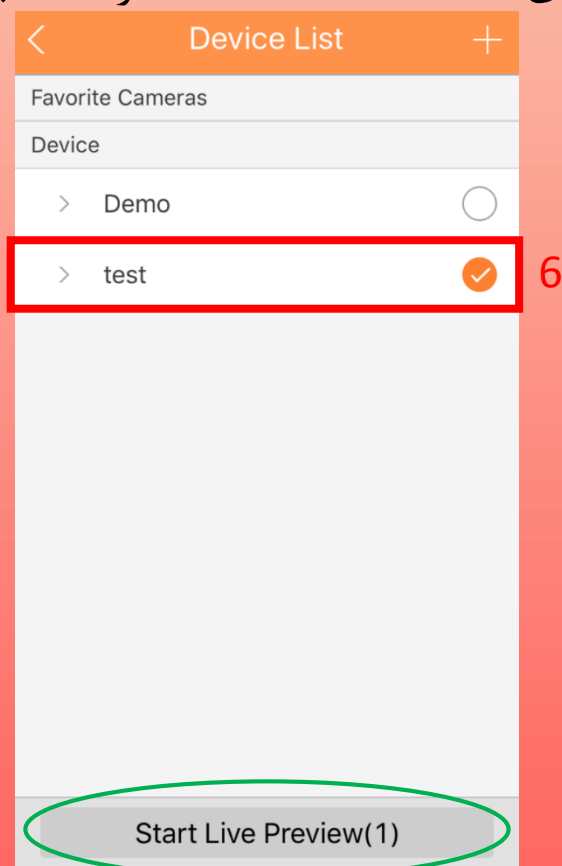 Device List
Favorite Cameras
Device
Demo
test
6
Start Live Preview(1)